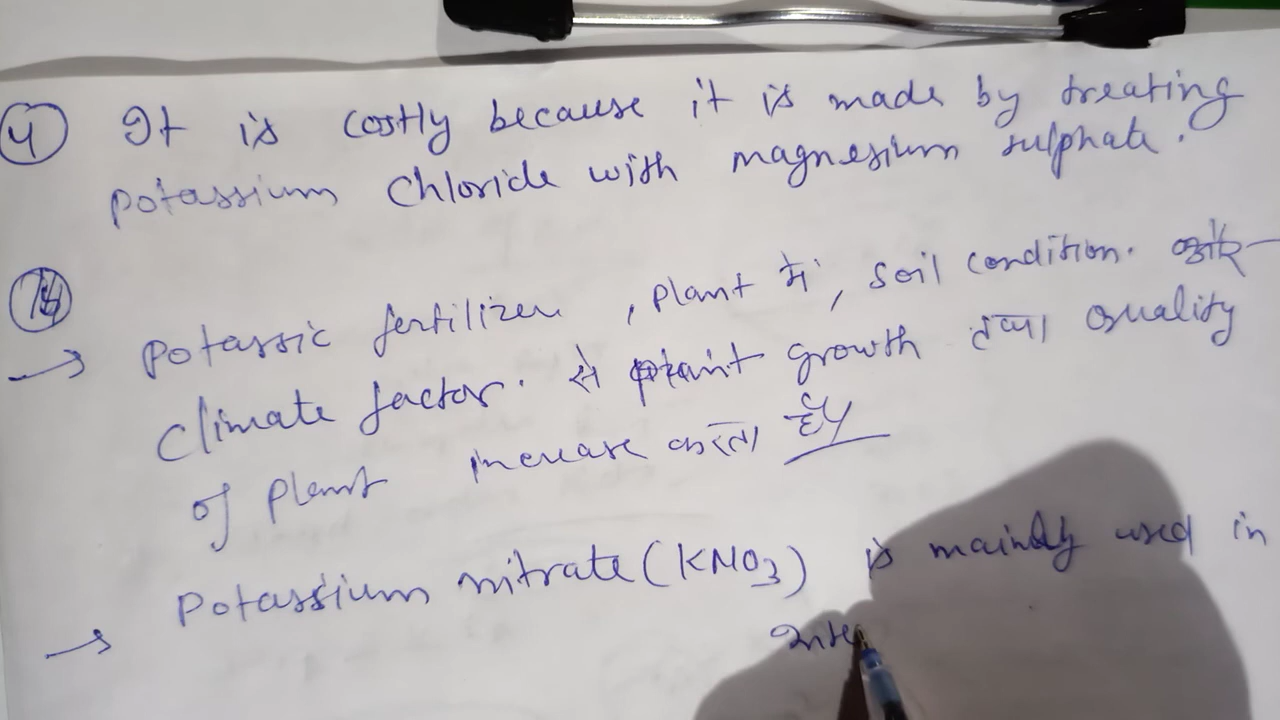 4 It is costly because it is made by treating
potassium chloride with magnesium sulphate.
→ Potassic fertilizer, plant में, soil condition. और
climate factor. से plant growth तथा quality
of plant increase करता है
→ Potassium nitrate (KNO3) is mainly used in